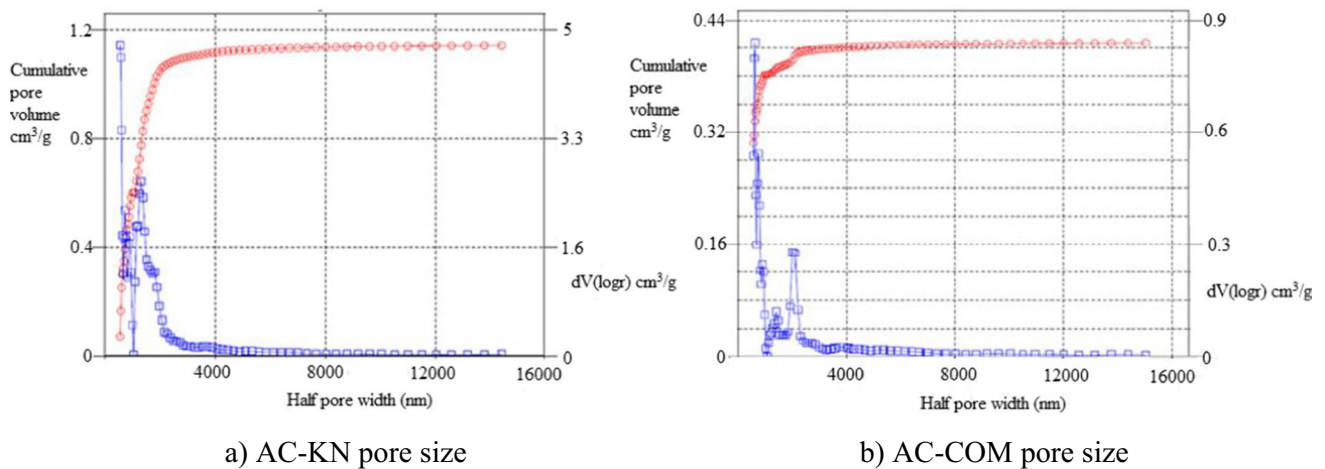 1.2
0.8
0.4
0
Cumulative
pore
volume
cm³/g
5
3.3
1.6
0
dV(logr) cm³/g
4000 8000 12000 16000
Half pore width (nm)
a) AC-KN pore size
0.44
0.32
0.16
0
Cumulative
pore
volume
cm³/g
0.9
0.6
0.3
0
dV(logr) cm³/g
4000 8000 12000 16000
Half pore width (nm)
b) AC-COM pore size